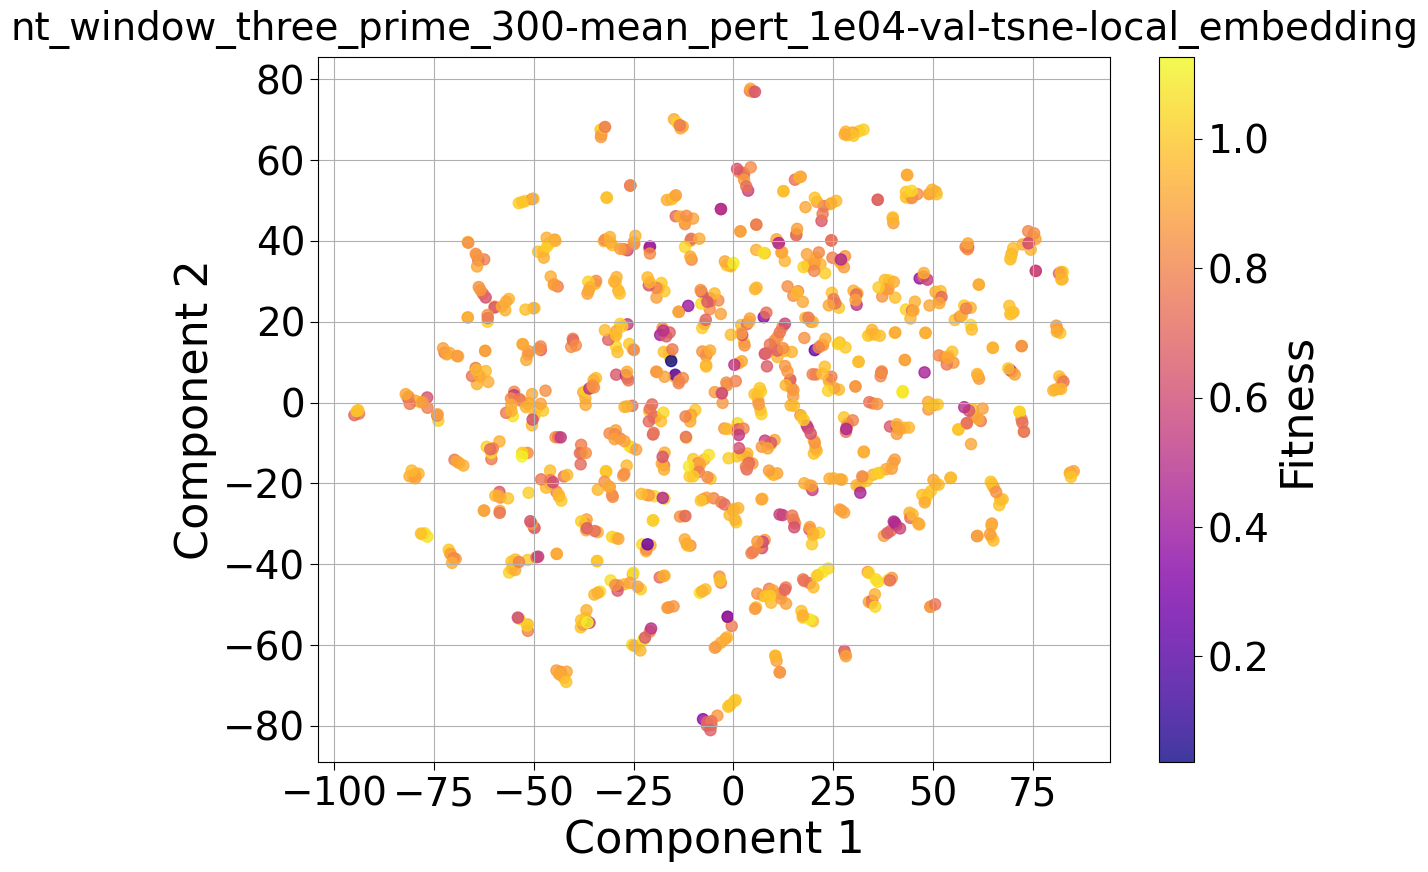 nt_window_three_prime_300-mean_pert_1e04-val-tsne-local_embedding
80
60
40
20
0
−20
−40
−60
−80
Component 2
−100 −75 −50 −25 0 25 50 75
Component 1
1.0
0.8
0.6
0.4
0.2
Fitness